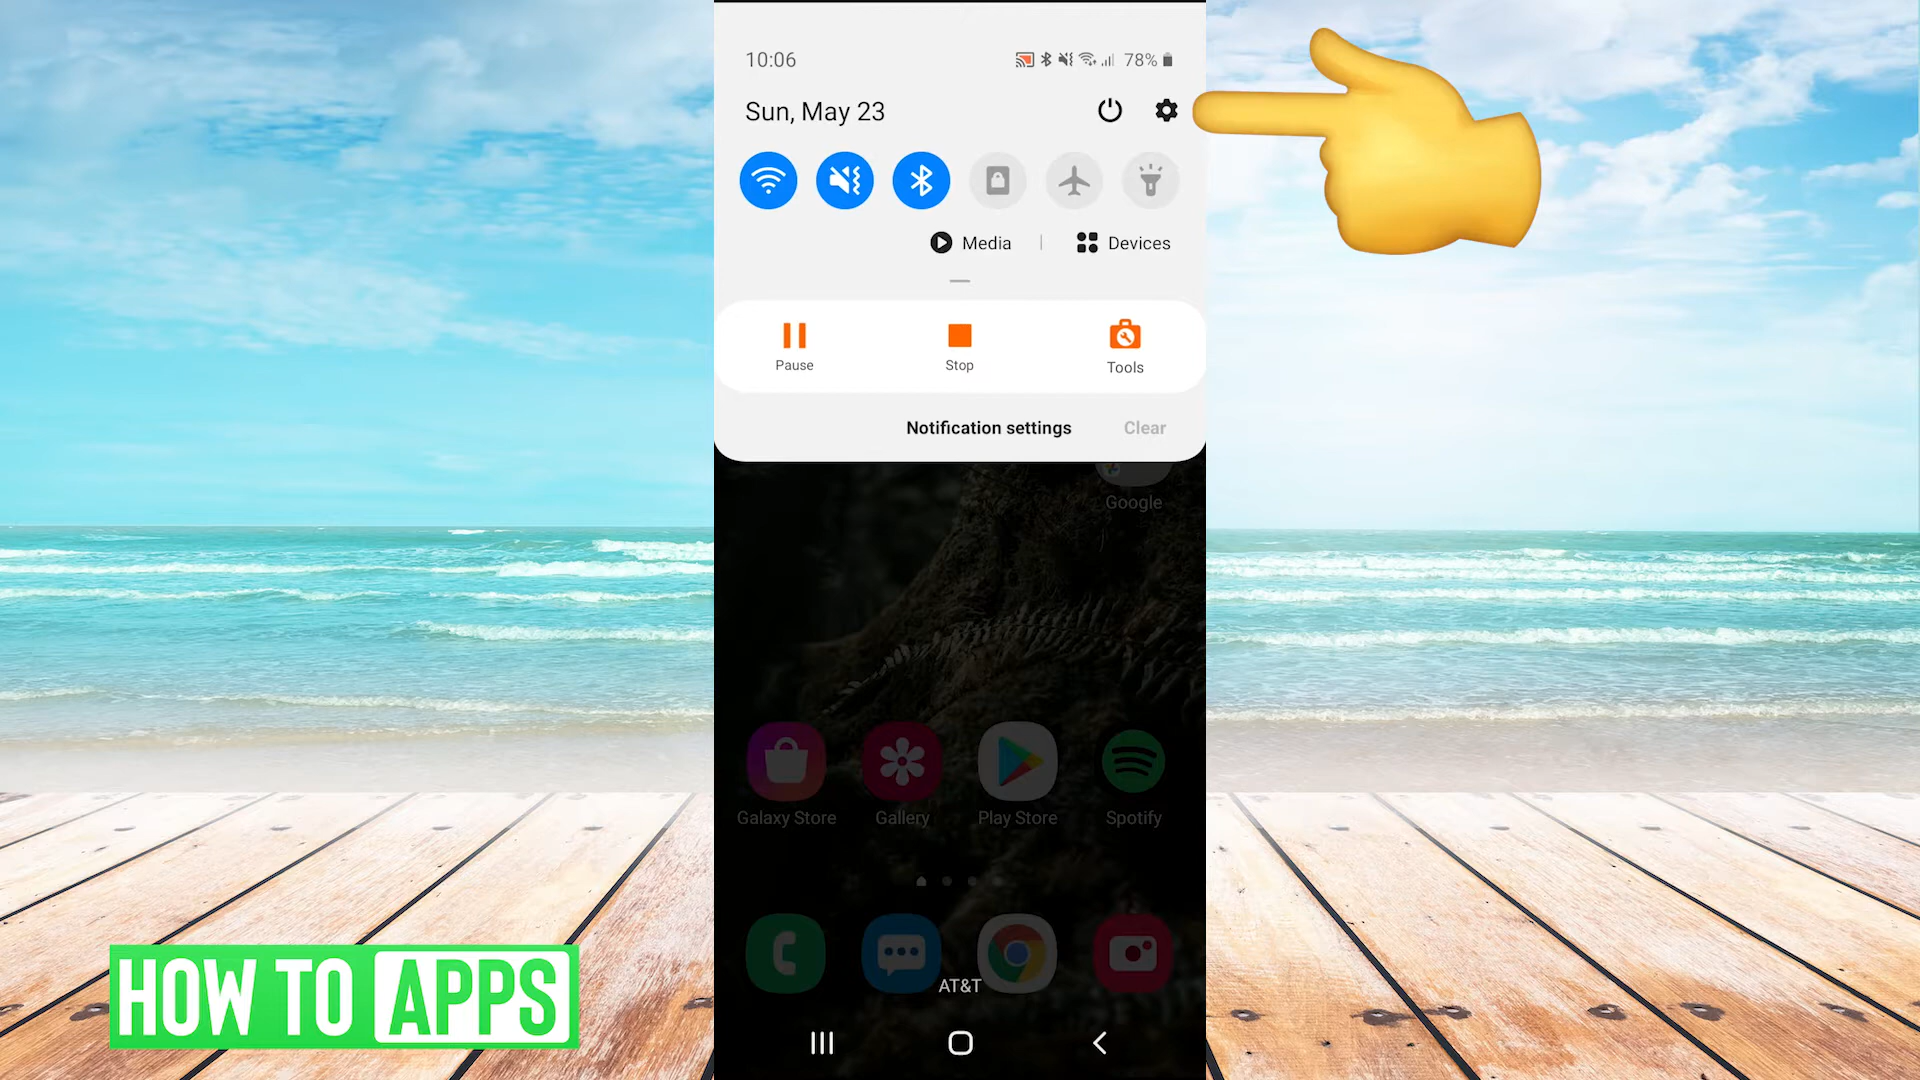 10:06
78%
Sun, May 23
Media
Devices
Pause
Stop
Tools
Notification settings
Clear
Google
Galaxy Store
Gallery
Play Store
Spotify
AT&T
HOW TO APPS